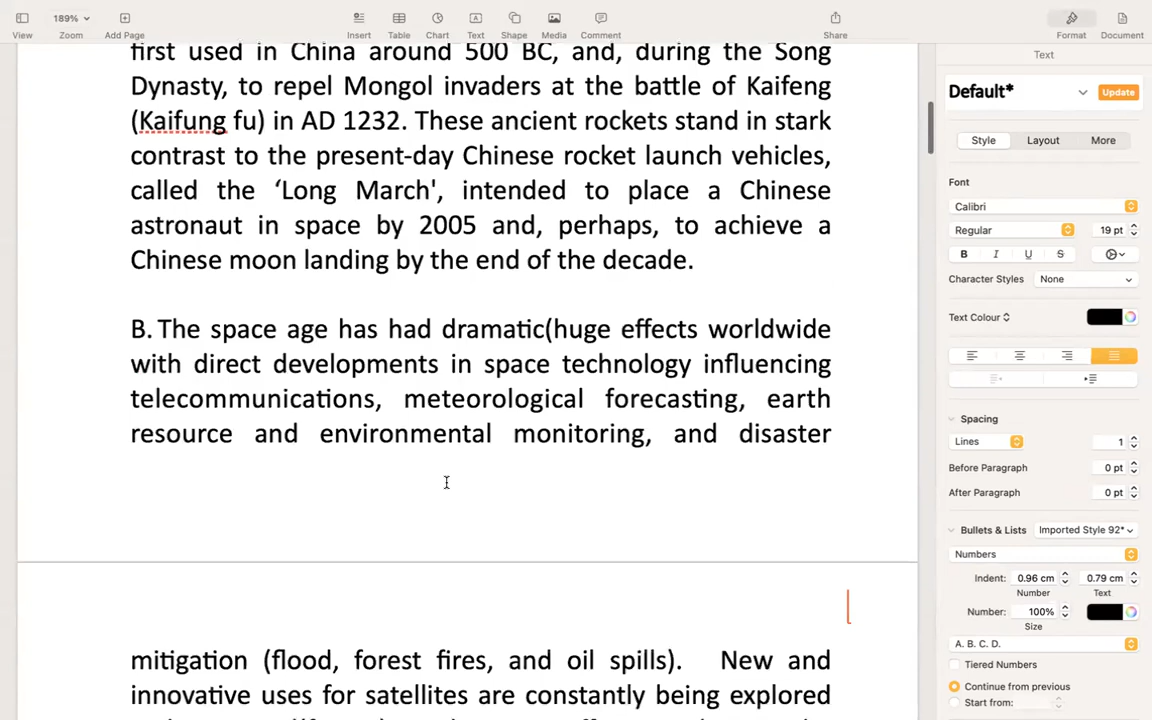 189%
View
Zoom
Add Page
Insert
Table
Chart
Text
Shape
Media
Comment
Share
Format
Document
first used in China around 500 BC, and, during the Song
Dynasty, to repel Mongol invaders at the battle of Kaifeng
(Kaifung fu) in AD 1232. These ancient rockets stand in stark
contrast to the present-day Chinese rocket launch vehicles,
called the ‘Long March', intended to place a Chinese
astronaut in space by 2005 and, perhaps, to achieve a
Chinese moon landing by the end of the decade.
B. The space age has had dramatic(huge effects worldwide
with direct developments in space technology influencing
telecommunications, meteorological forecasting, earth
resource and environmental monitoring, and disaster
mitigation (flood, forest fires, and oil spills). New and
innovative uses for satellites are constantly being explored
Text
Default*
Update
Style
Layout
More
Font
Calibri
Regular
19 pt
B I U S
Character Styles
None
Text Colour
Spacing
Lines
1
Before Paragraph
0 pt
After Paragraph
0 pt
Bullets & Lists
Imported Style 92*
Numbers
Indent:
0.96 cm
0.79 cm
Number
Text
Number:
100%
Size
A. B. C. D.
Tiered Numbers
Continue from previous
Start from: